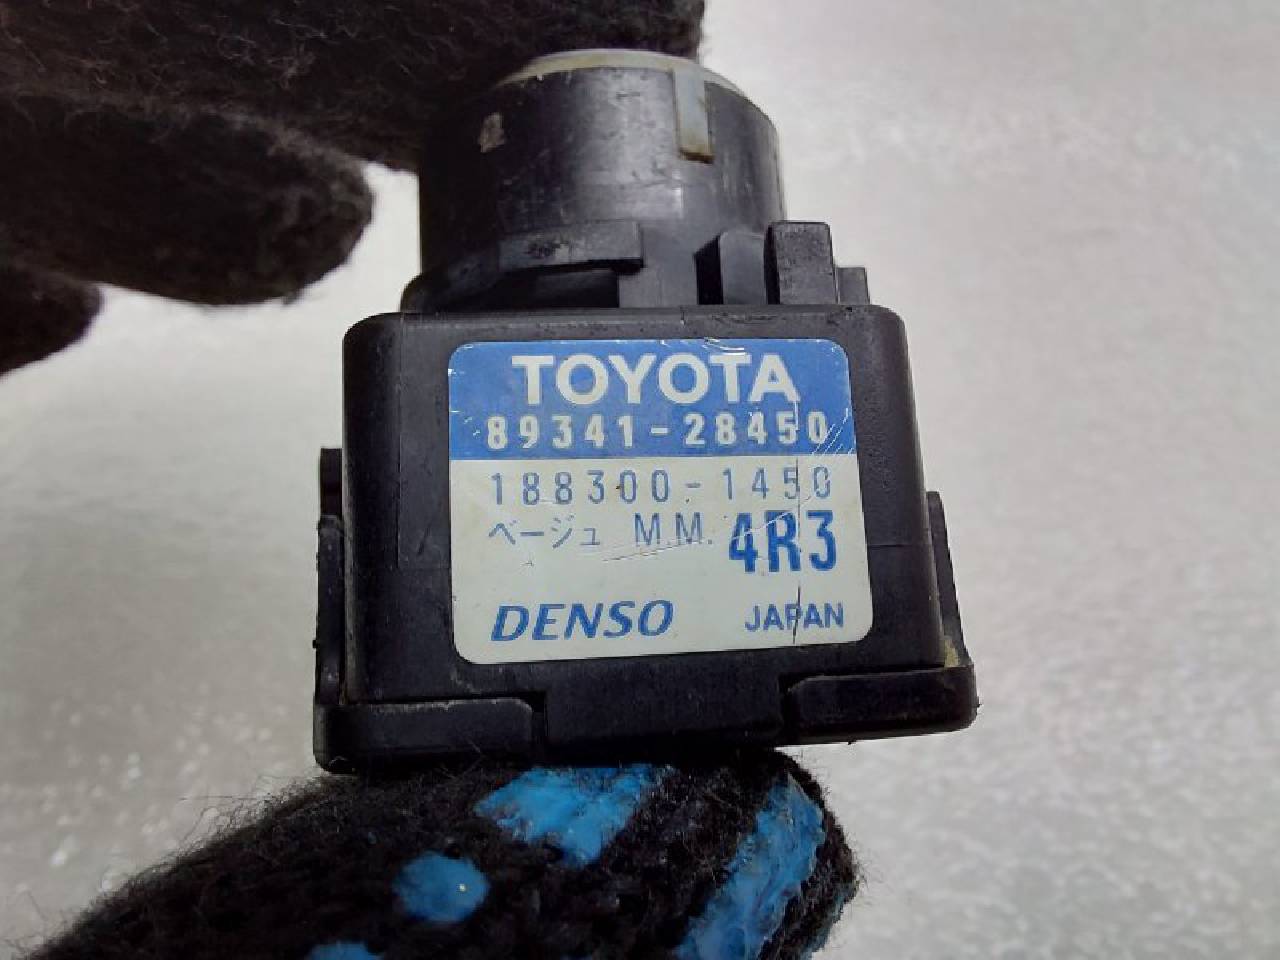 TOYOTA
89341-28450
188300-1450
ベージュ M.M. 4R3
DENSO JAPAN